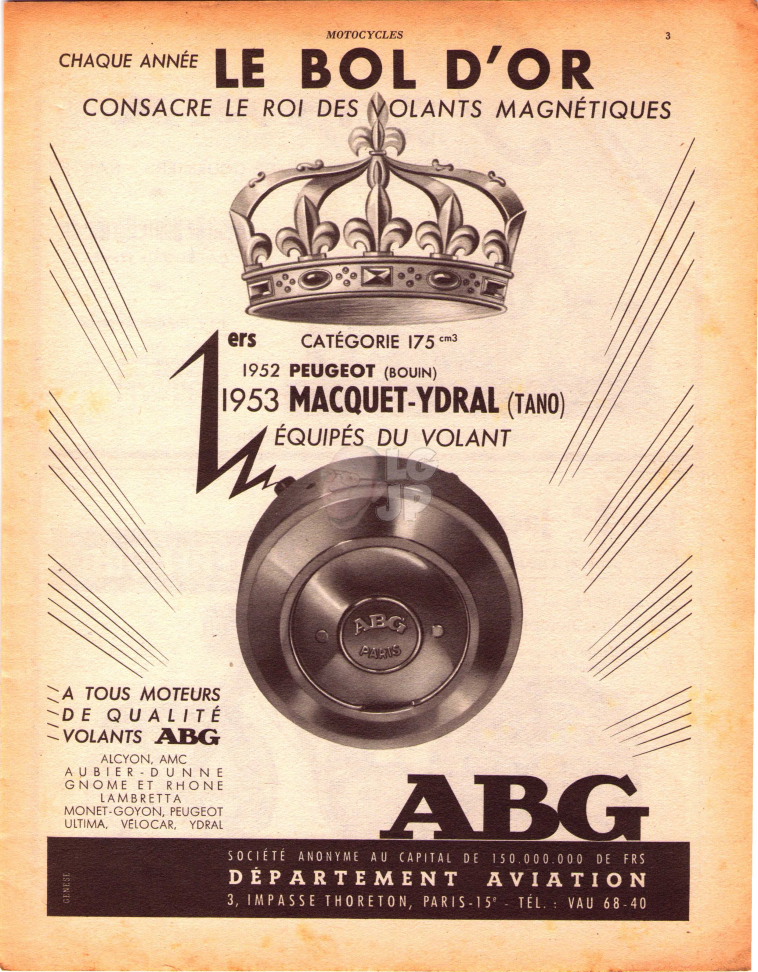 MOTOCYCLES
3
CHAQUE ANNÉE LE BOL D'OR
CONSACRE LE ROI DES VOLANTS MAGNÉTIQUES
1ers CATÉGORIE 175 cm3
1952 PEUGEOT (BOUIN)
1953 MACQUET-YDRAL (TANO)
ÉQUIPÉS DU VOLANT
LG
JP
ABG
PARIS
A TOUS MOTEURS
DE QUALITÉ
VOLANTS ABG
ALCYON, AMC
AUBIER-DUNNE
GNOME ET RHONE
LAMBRETTA
MONET-GOYON, PEUGEOT
ULTIMA, VÉLOCAR, YDRAL
ABG
SOCIÉTÉ ANONYME AU CAPITAL DE 150.000.000 DE FRS
DÉPARTEMENT AVIATION
3, IMPASSE THORETON, PARIS-15e - TÉL. : VAU 68-40